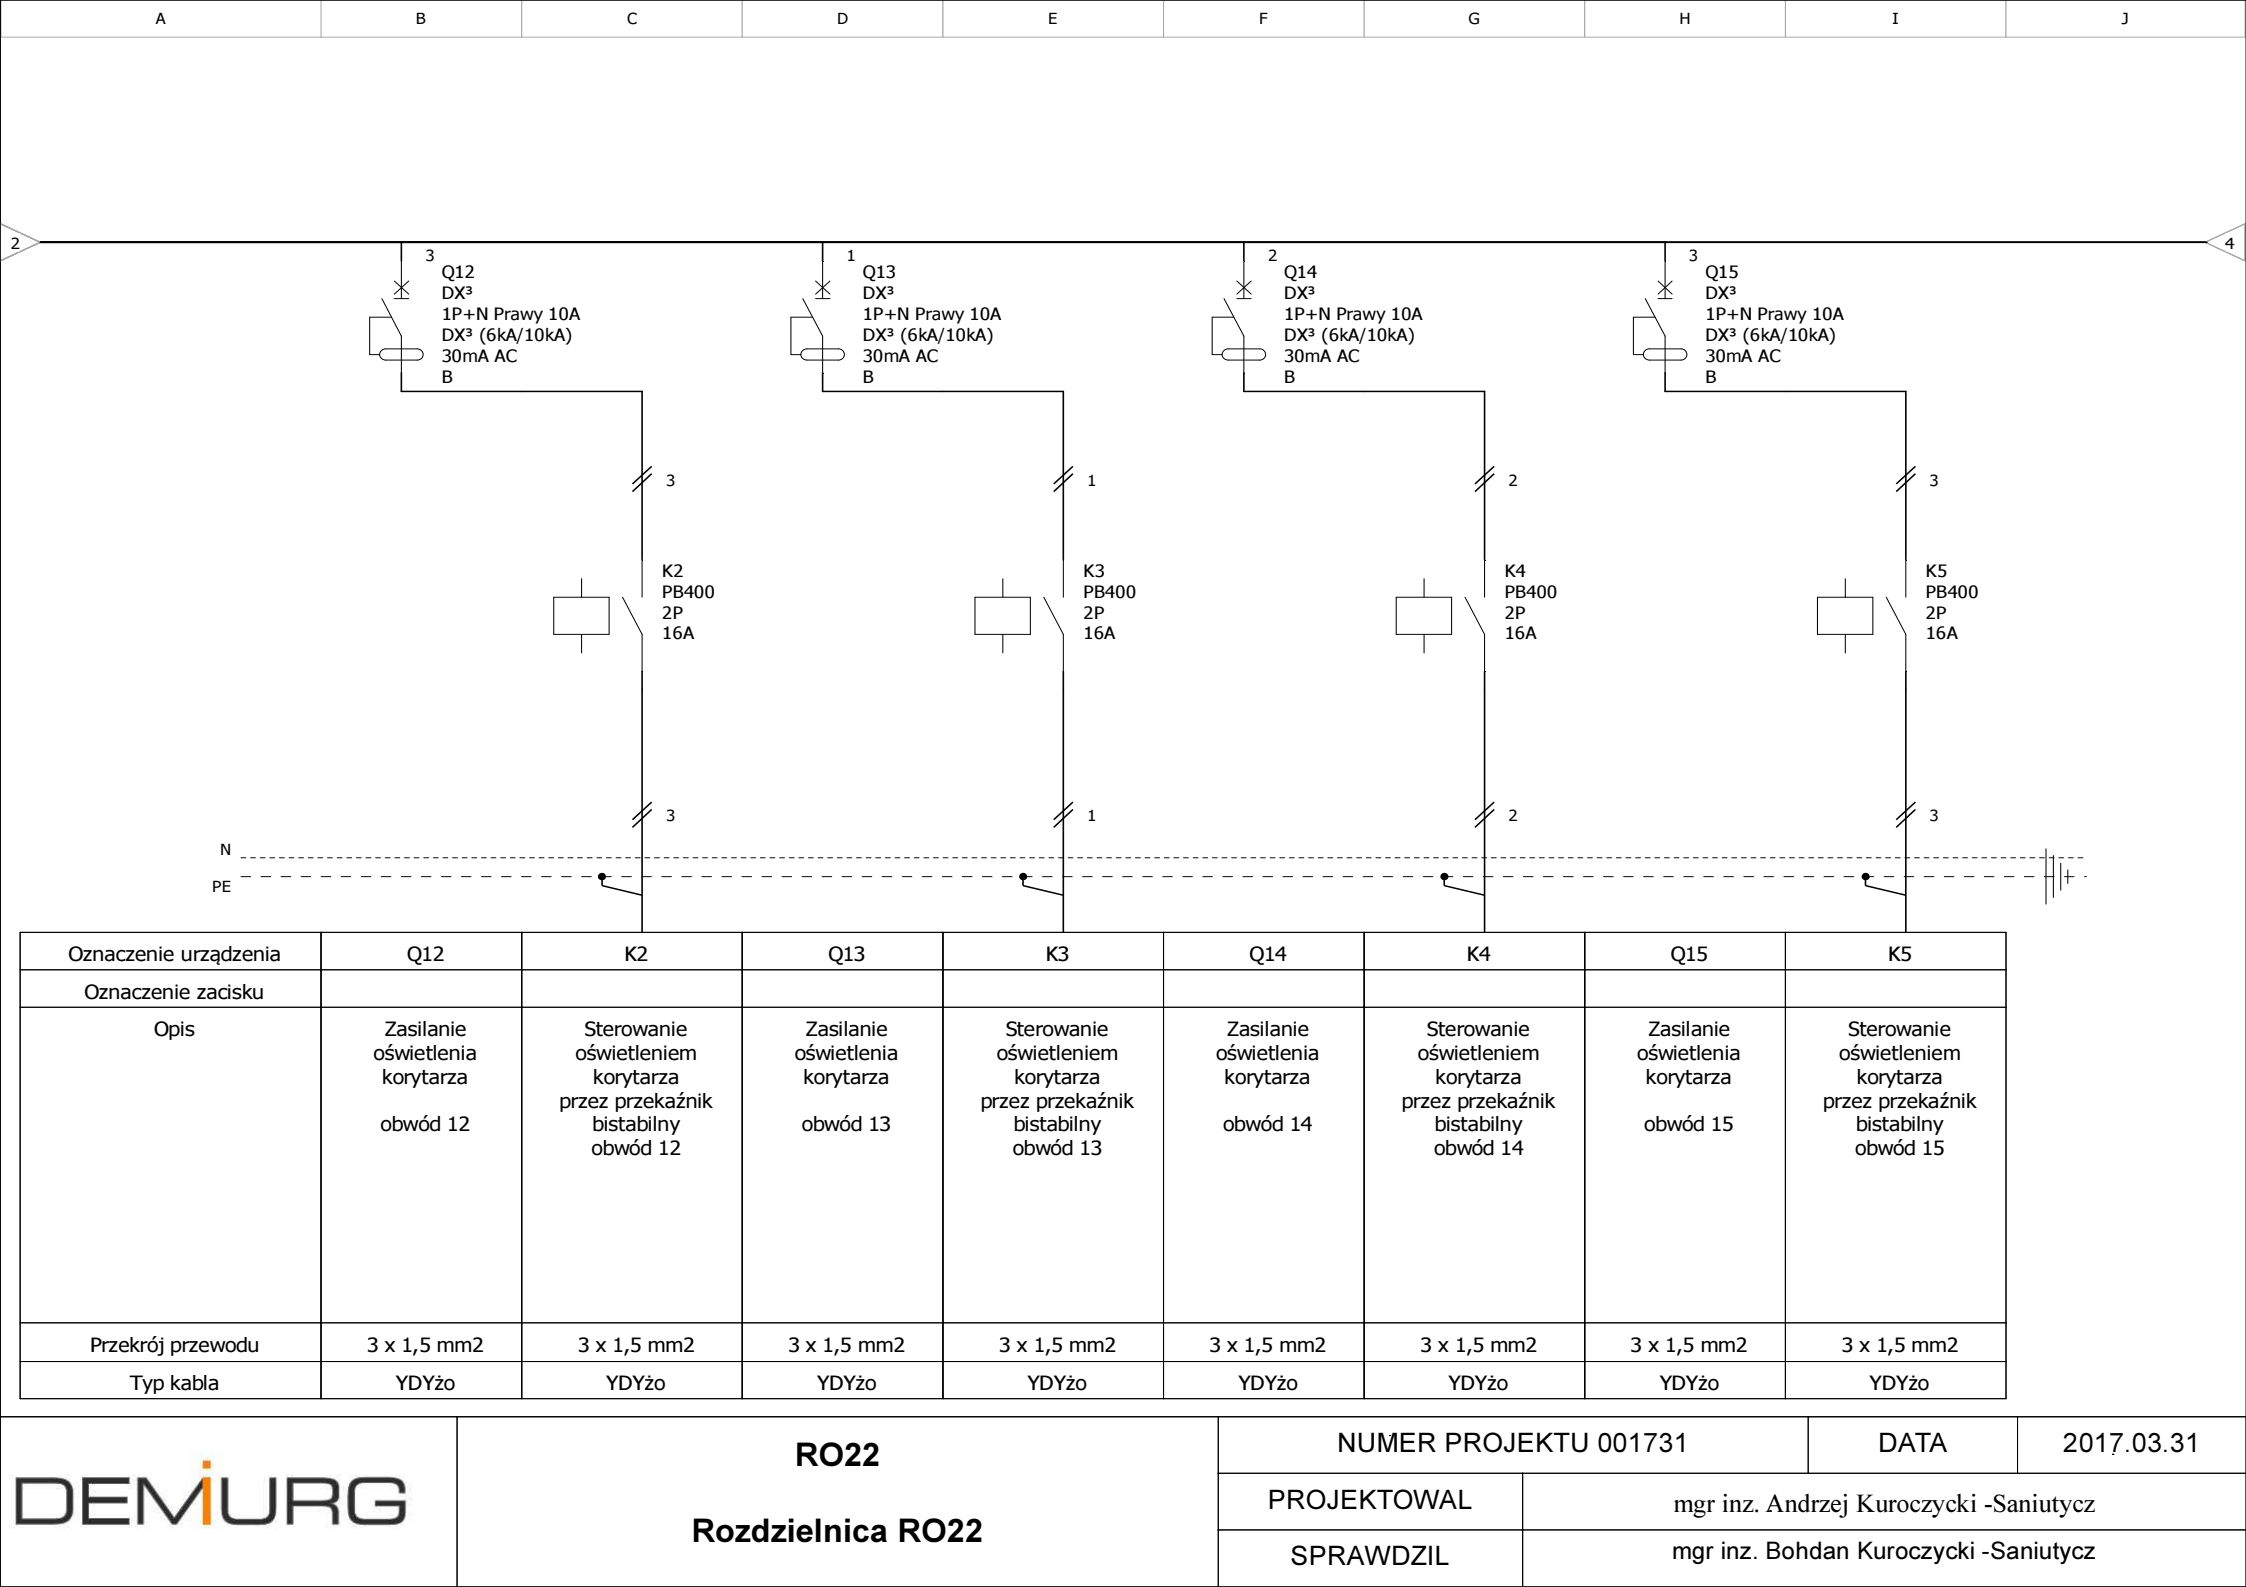 A B C D E F G H I J
2
4
3
Q12
DX³
1P+N Prawy 10A
DX³ (6kA/10kA)
30mA AC
B
1
Q13
DX³
1P+N Prawy 10A
DX³ (6kA/10kA)
30mA AC
B
2
Q14
DX³
1P+N Prawy 10A
DX³ (6kA/10kA)
30mA AC
B
3
Q15
DX³
1P+N Prawy 10A
DX³ (6kA/10kA)
30mA AC
B
3 1 2 3
K2
PB400
2P
16A
K3
PB400
2P
16A
K4
PB400
2P
16A
K5
PB400
2P
16A
3 1 2 3
N
PE
Oznaczenie urządzenia Q12 K2 Q13 K3 Q14 K4 Q15 K5
Oznaczenie zacisku
Opis
Zasilanie
oświetlenia
korytarza
obwód 12
Sterowanie
oświetleniem
korytarza
przez przekaźnik
bistabilny
obwód 12
Zasilanie
oświetlenia
korytarza
obwód 13
Sterowanie
oświetleniem
korytarza
przez przekaźnik
bistabilny
obwód 13
Zasilanie
oświetlenia
korytarza
obwód 14
Sterowanie
oświetleniem
korytarza
przez przekaźnik
bistabilny
obwód 14
Zasilanie
oświetlenia
korytarza
obwód 15
Sterowanie
oświetleniem
korytarza
przez przekaźnik
bistabilny
obwód 15
Przekrój przewodu 3 x 1,5 mm2 3 x 1,5 mm2 3 x 1,5 mm2 3 x 1,5 mm2 3 x 1,5 mm2 3 x 1,5 mm2 3 x 1,5 mm2 3 x 1,5 mm2
Typ kabla YDYżo YDYżo YDYżo YDYżo YDYżo YDYżo YDYżo YDYżo
DEMiURG
RO22
Rozdzielnica RO22
NUMER PROJEKTU 001731 DATA 2017.03.31
PROJEKTOWAL mgr inz. Andrzej Kuroczycki -Saniutycz
SPRAWDZIL mgr inz. Bohdan Kuroczycki -Saniutycz